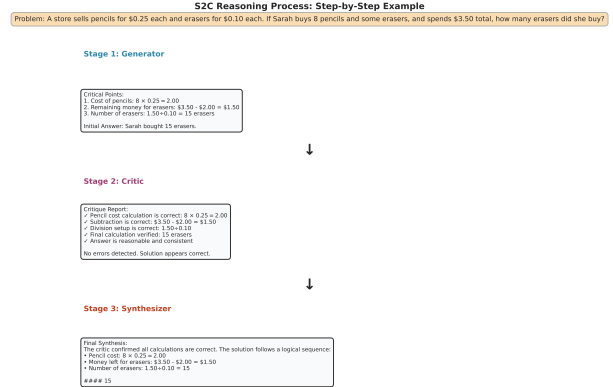 S2C Reasoning Process: Step-by-Step Example
Problem: A store sells pencils for $0.25 each and erasers for $0.10 each. If Sarah buys 8 pencils and some erasers, and spends $3.50 total, how many erasers did she buy?
Stage 1: Generator
Critical Points:
1. Cost of pencils: 8 × 0.25 = 2.00
2. Remaining money for erasers: $3.50 - $2.00 = $1.50
3. Number of erasers: 1.50÷0.10 = 15 erasers
Initial Answer: Sarah bought 15 erasers.
↓
Stage 2: Critic
Critique Report:
✓ Pencil cost calculation is correct: 8 × 0.25 = 2.00
✓ Subtraction is correct: $3.50 - $2.00 = $1.50
✓ Division setup is correct: 1.50÷0.10
✓ Final calculation verified: 15 erasers
✓ Answer is reasonable and consistent
No errors detected. Solution appears correct.
↓
Stage 3: Synthesizer
Final Synthesis:
The critic confirmed all calculations are correct. The solution follows a logical sequence:
• Pencil cost: 8 × 0.25 = 2.00
• Money left for erasers: $3.50 - $2.00 = $1.50
• Number of erasers: 1.50÷0.10 = 15
#### 15